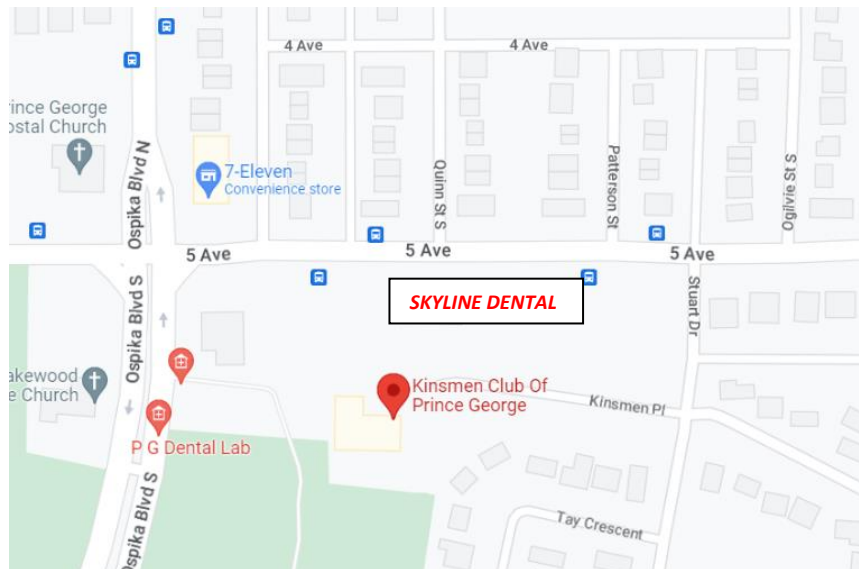 4 Ave
4 Ave
rince George
ostal Church
Ospika Blvd N
7-Eleven
Convenience store
Quinn St S
Patterson St
Ogilvie St S
5 Ave
5 Ave
5 Ave
SKYLINE DENTAL
Ospika Blvd S
Stuart Dr
akewood
e Church
Kinsmen Club Of
Prince George
Kinsmen Pl
P G Dental Lab
Ospika Blvd S
Tay Crescent